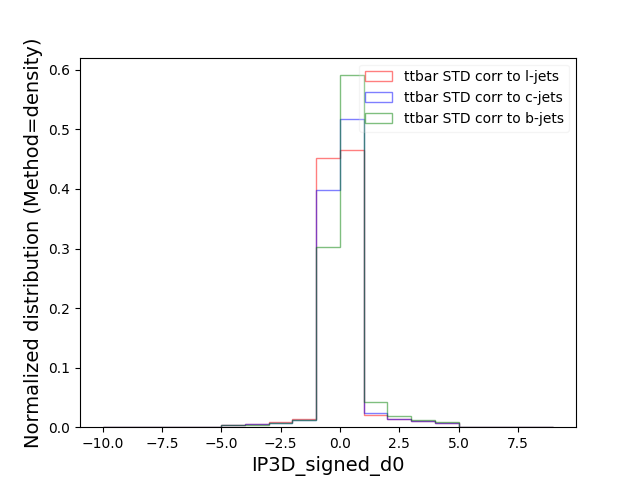 ttbar STD corr to l-jets
ttbar STD corr to c-jets
ttbar STD corr to b-jets
Normalized distribution (Method=density)
0.6
0.5
0.4
0.3
0.2
0.1
0.0
−10.0 −7.5 −5.0 −2.5 0.0 2.5 5.0 7.5
IP3D_signed_d0